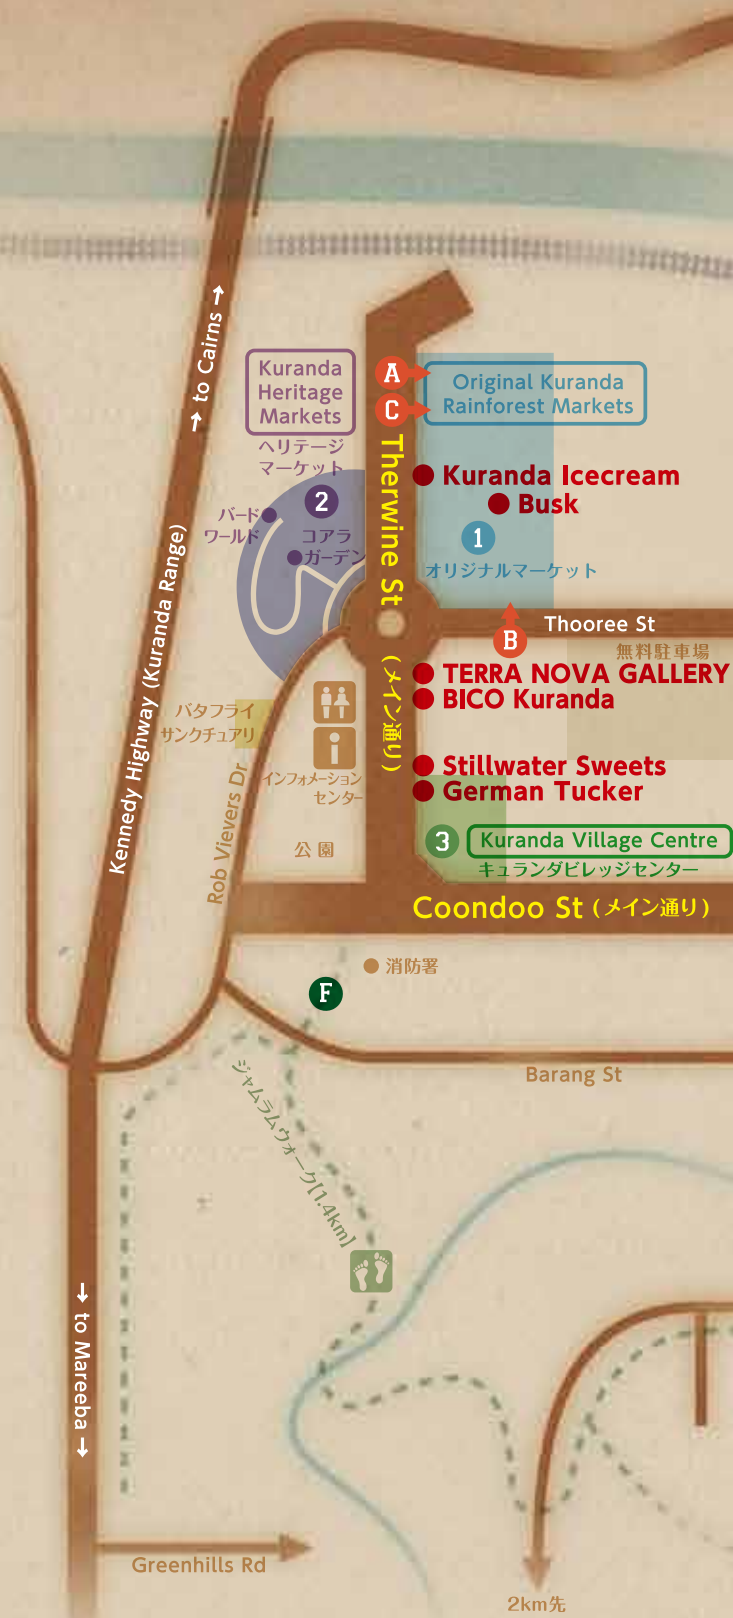 → to Cairns →
Kuranda
Heritage
Markets
ヘリテージ
マーケット
A
C
Original Kuranda
Rainforest Markets
Therwine St (メイン通り)
Kuranda Icecream
Busk
2
バード
ワールド
コアラ
ガーデン
1
オリジナルマーケット
Kennedy Highway (Kuranda Range)
Thooree St
B
無料駐車場
TERRA NOVA GALLERY
BICO Kuranda
バタフライ
サンクチュアリ
i
インフォメーション
センター
Stillwater Sweets
German Tucker
Rob Vievers Dr
公園
3
Kuranda Village Centre
キュランダビレッジセンター
Coondoo St (メイン通り)
消防署
F
Barang St
ジャムラムウォーク[1.4km]
→ to Mareeba →
Greenhills Rd
2km先